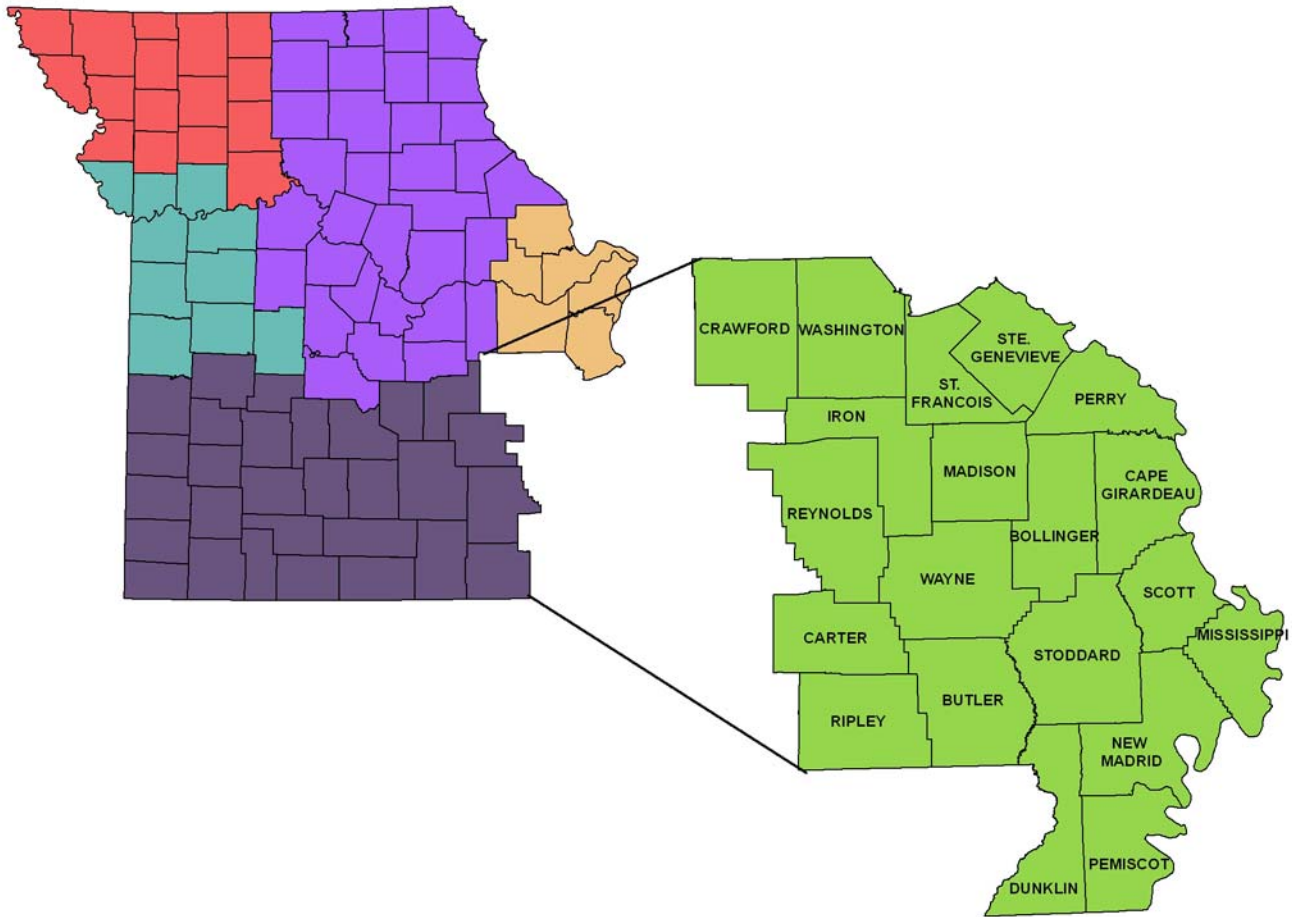 CRAWFORD
WASHINGTON
STE.
GENEVIEVE
ST.
FRANCOIS
PERRY
IRON
MADISON
CAPE
GIRARDEAU
REYNOLDS
BOLLINGER
WAYNE
SCOTT
MISSISSIPPI
CARTER
STODDARD
RIPLEY
BUTLER
NEW
MADRID
PEMISCOT
DUNKLIN